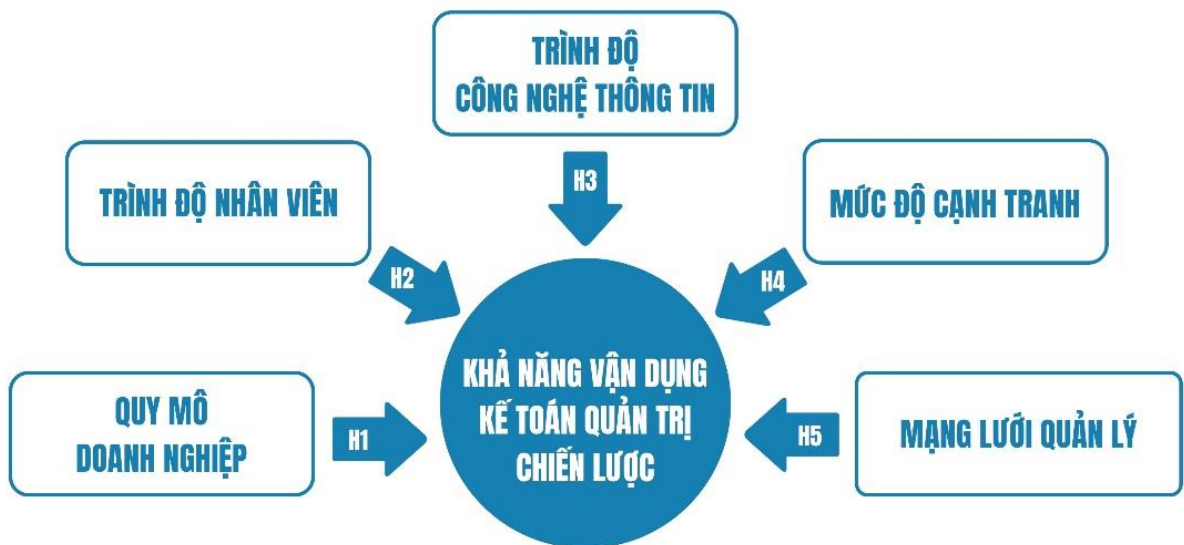 TRÌNH ĐỘ
CÔNG NGHỆ THÔNG TIN
TRÌNH ĐỘ NHÂN VIÊN
H3
MỨC ĐỘ CẠNH TRANH
H2
H4
QUY MÔ
DOANH NGHIỆP
H1
KHẢ NĂNG VẬN DỤNG
KẾ TOÁN QUẢN TRỊ
CHIẾN LƯỢC
H5
MẠNG LƯỚI QUẢN LÝ